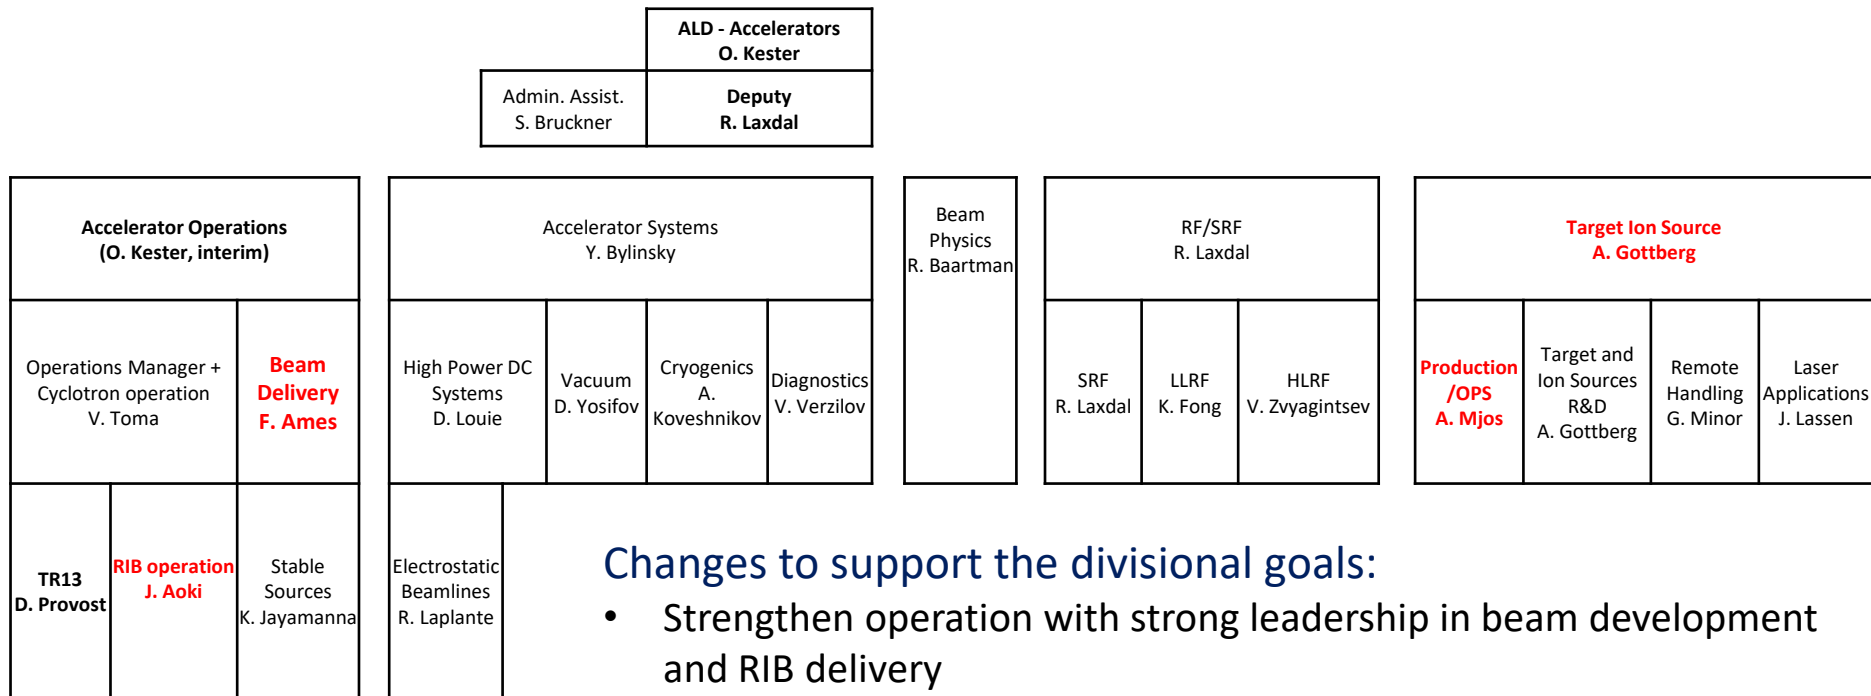 ALD - Accelerators
O. Kester
Admin. Assist.
S. Bruckner
Deputy
R. Laxdal
Accelerator Operations
(O. Kester, interim)
Accelerator Systems
Y. Bylinsky
Beam
Physics
R. Baartman
RF/SRF
R. Laxdal
Target Ion Source
A. Gottberg
Operations Manager +
Cyclotron operation
V. Toma
Beam
Delivery
F. Ames
High Power DC
Systems
D. Louie
Vacuum
D. Yosifov
Cryogenics
A.
Koveshnikov
Diagnostics
V. Verzilov
SRF
R. Laxdal
LLRF
K. Fong
HLRF
V. Zvyagintsev
Production
/OPS
A. Mjos
Target and
Ion Sources
R&D
A. Gottberg
Remote
Handling
G. Minor
Laser
Applications
J. Lassen
TR13
D. Provost
RIB operation
J. Aoki
Stable
Sources
K. Jayamanna
Electrostatic
Beamlines
R. Laplante
Changes to support the divisional goals:
• Strengthen operation with strong leadership in beam development
and RIB delivery